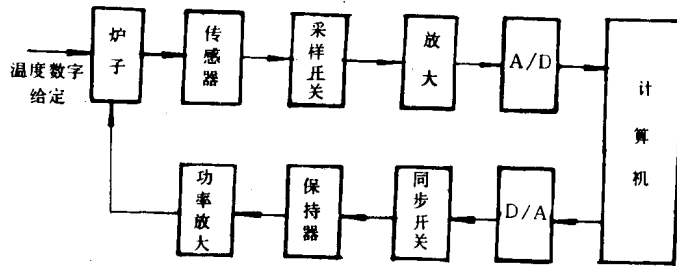 温度数字
给定
炉子
传感器
采样开关
放大
A/D
计算机
功率放大
保持器
同步开关
D/A